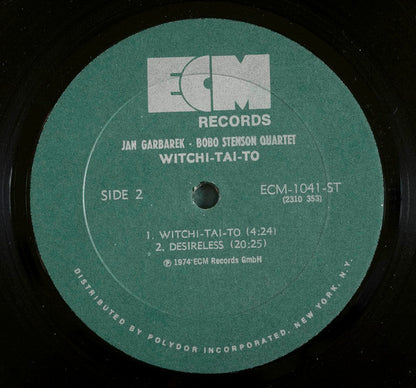 ECM
RECORDS
JAN GARBAREK · BOBO STENSON QUARTET
WITCHI-TAI-TO
SIDE 2
ECM-1041-ST
(2310 353)
1. WITCHI-TAI-TO (4:24)
2. DESIRELESS (20:25)
℗ 1974 ECM Records GmbH
DISTRIBUTED BY POLYDOR INCORPORATED, NEW YORK, N.Y.